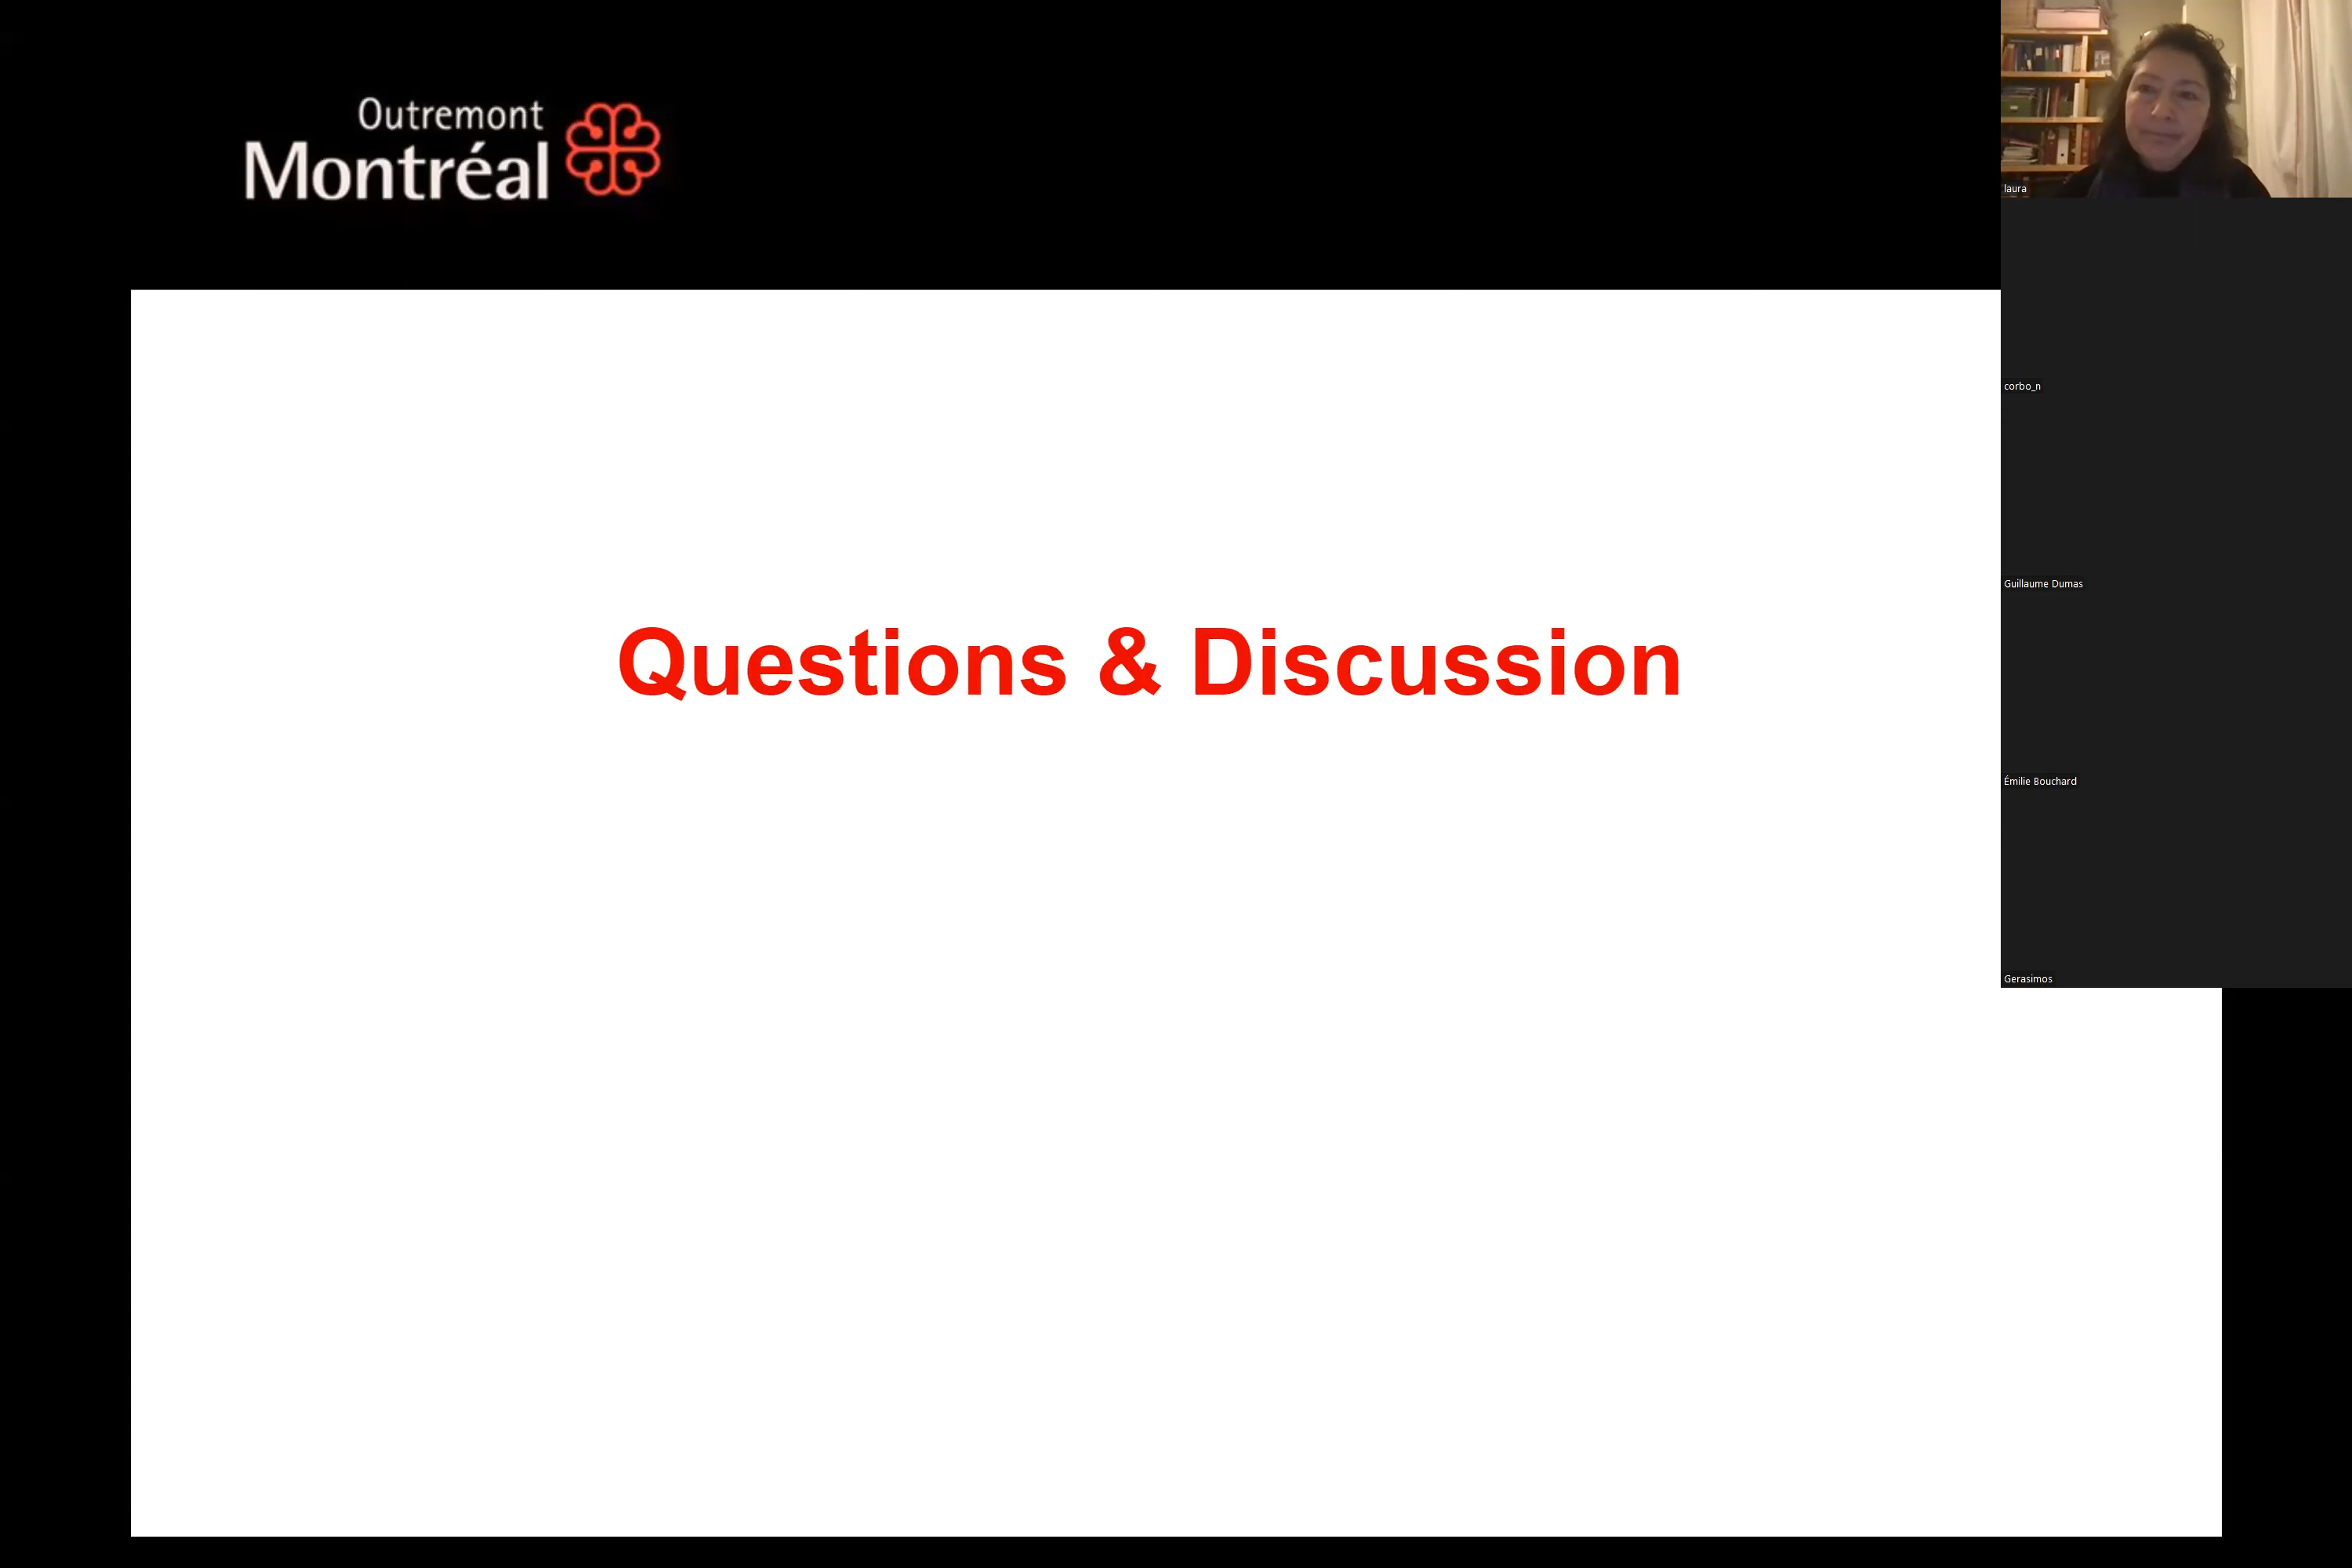 Outremont
Montréal
laura
corbo_n
Guillaume Dumas
Questions & Discussion
Émilie Bouchard
Gerasimos